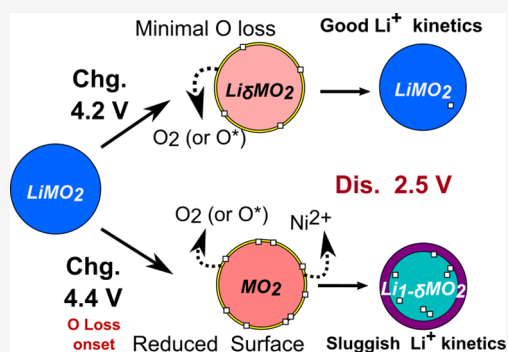 Minimal O loss
Good Li⁺ kinetics
Chg.
4.2 V
LiδMO2
LiMO2
O2 (or O*)
LiMO2
Dis. 2.5 V
O2 (or O*)
Ni²⁺
Chg.
4.4 V
MO2
Li1-δMO2
O Loss
onset
Reduced Surface
Sluggish Li⁺ kinetics